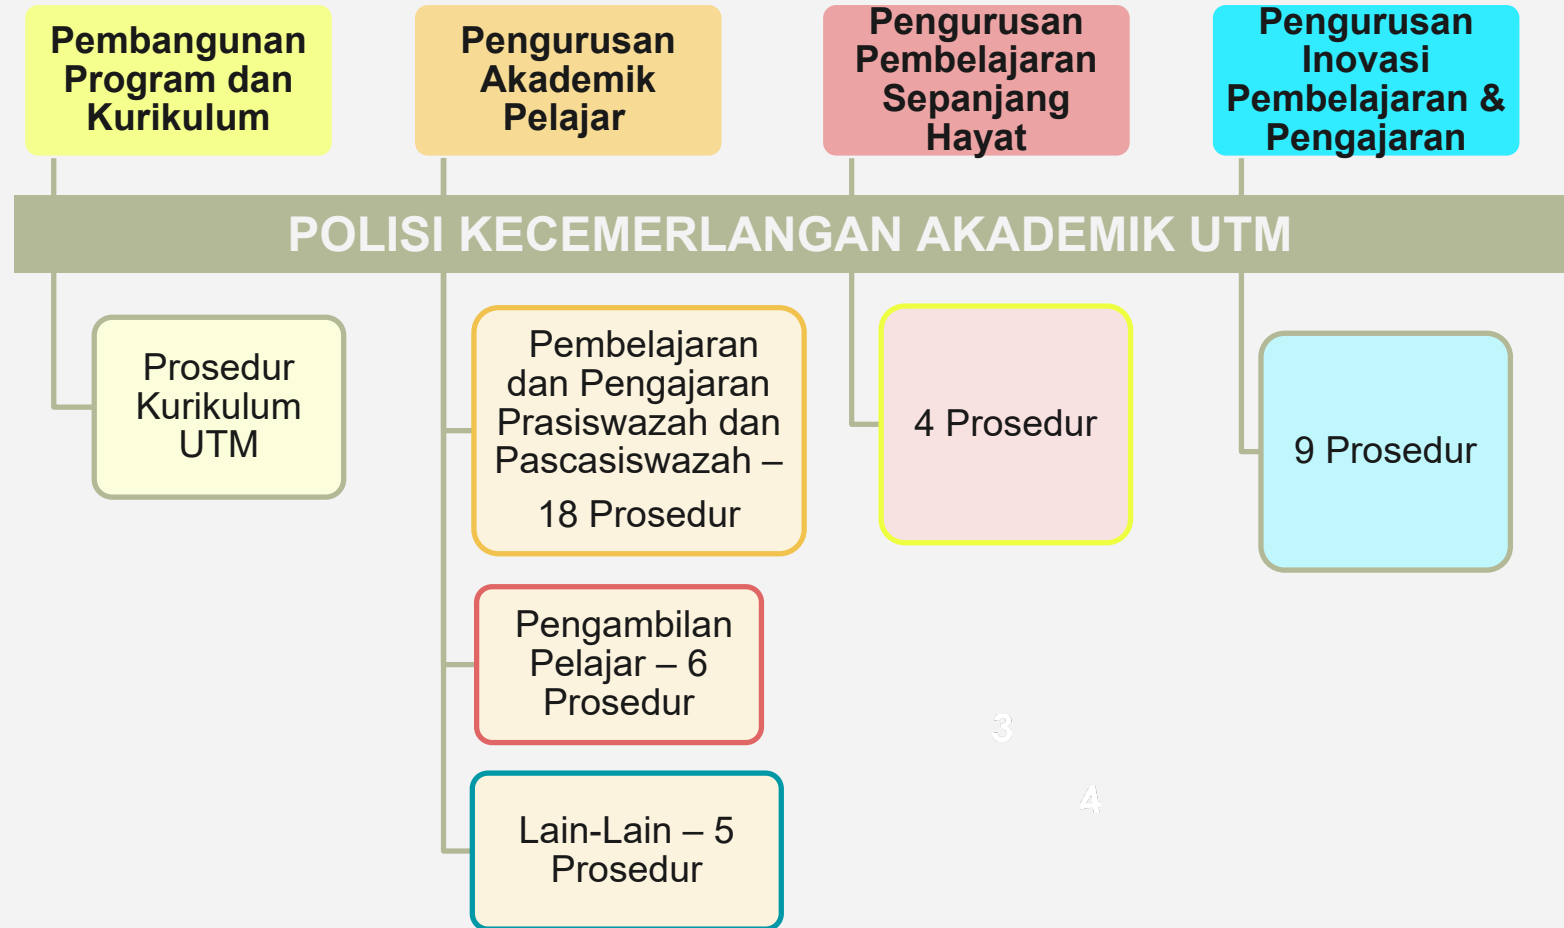 Pembangunan
Program dan
Kurikulum
Pengurusan
Akademik
Pelajar
Pengurusan
Pembelajaran
Sepanjang
Hayat
Pengurusan
Inovasi
Pembelajaran &
Pengajaran
POLISI KECEMERLANGAN AKADEMIK UTM
Prosedur
Kurikulum
UTM
Pembelajaran
dan Pengajaran
Prasiswazah dan
Pascasiswazah –
18 Prosedur
Pengambilan
Pelajar – 6
Prosedur
Lain-Lain – 5
Prosedur
4 Prosedur
9 Prosedur
3
4